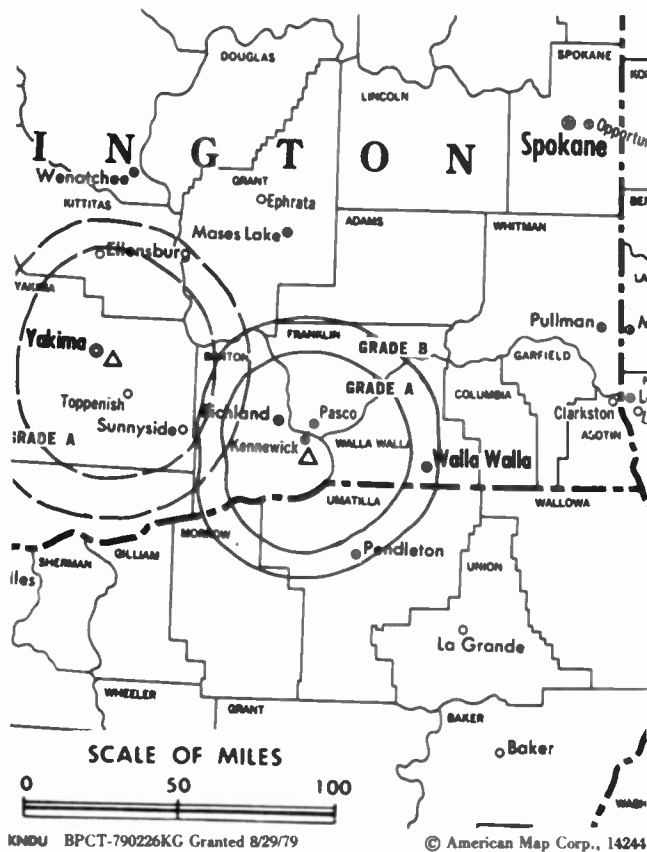 DOUGLAS
SPOKANE
LINCOLN
I N G T O N
Spokane
Wenatchee
GRANT
KITTITAS
Ephrata
ADAMS
WHITMAN
Mases Lake
Ellensburg
YAKIMA
FRANKLIN
Pullman
Yakima
BENTON
GRADE B
GARFIELD
GRADE A
COLUMBIA
Toppenish
Richland
Pasco
Clarkston
Sunnyside
GRADE A
Kennewick
WALLA WALLA
ASOTIN
Walla Walla
UMATILLA
WALLOWA
MORROW
GILLIAM
Pendleton
SHERMAN
UNION
La Grande
WHEELER
GRANT
BAKER
Baker
SCALE OF MILES
0 50 100
KNDU BPCT-790226KG Granted 8/29/79
© American Map Corp., 14244